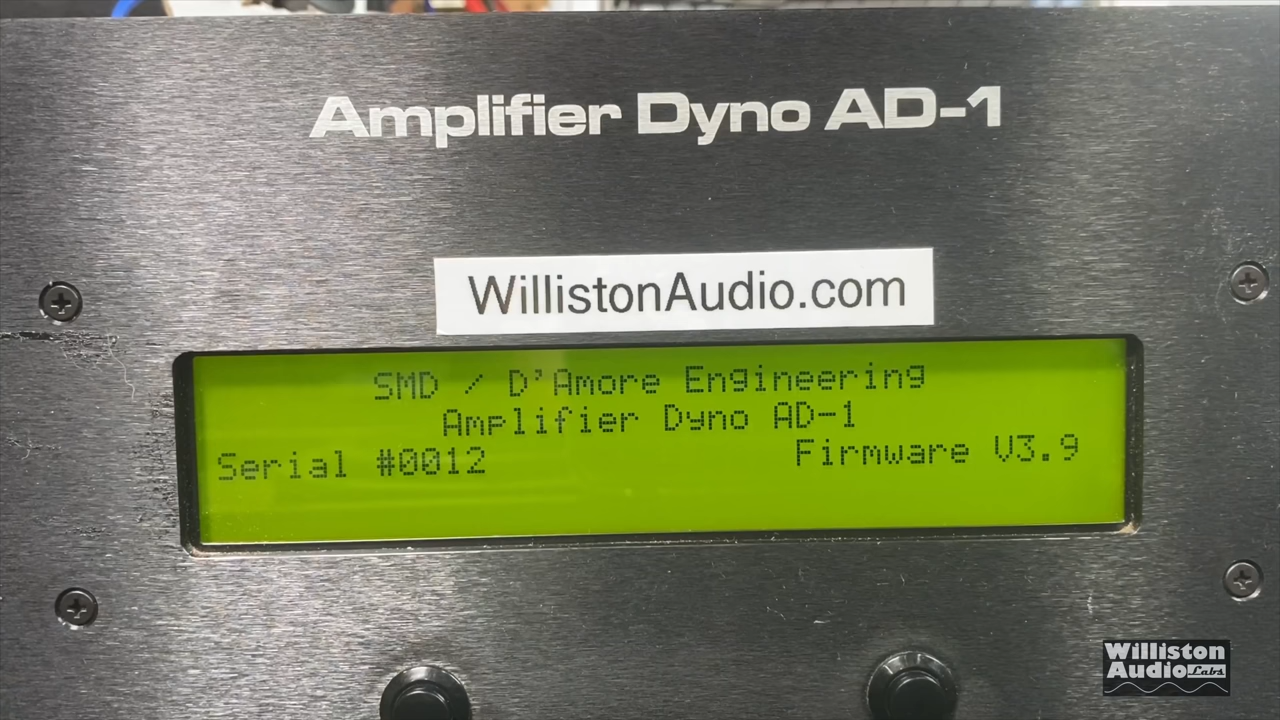 Amplifier Dyno AD-1
WillistonAudio.com
SMD / D'Amore Engineering
Amplifier Dyno AD-1
Serial #0012 Firmware V3.9
Williston
Audio Labs